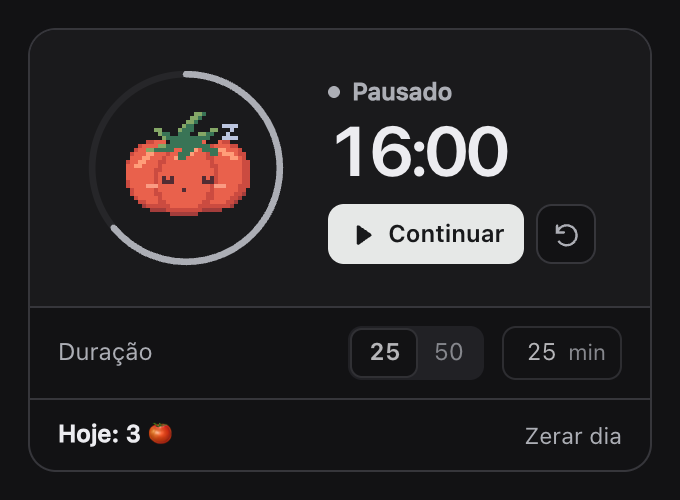 Z
Pausado
16:00
Continuar
Duração
25 50 25 min
Hoje: 3 🍅
Zerar dia